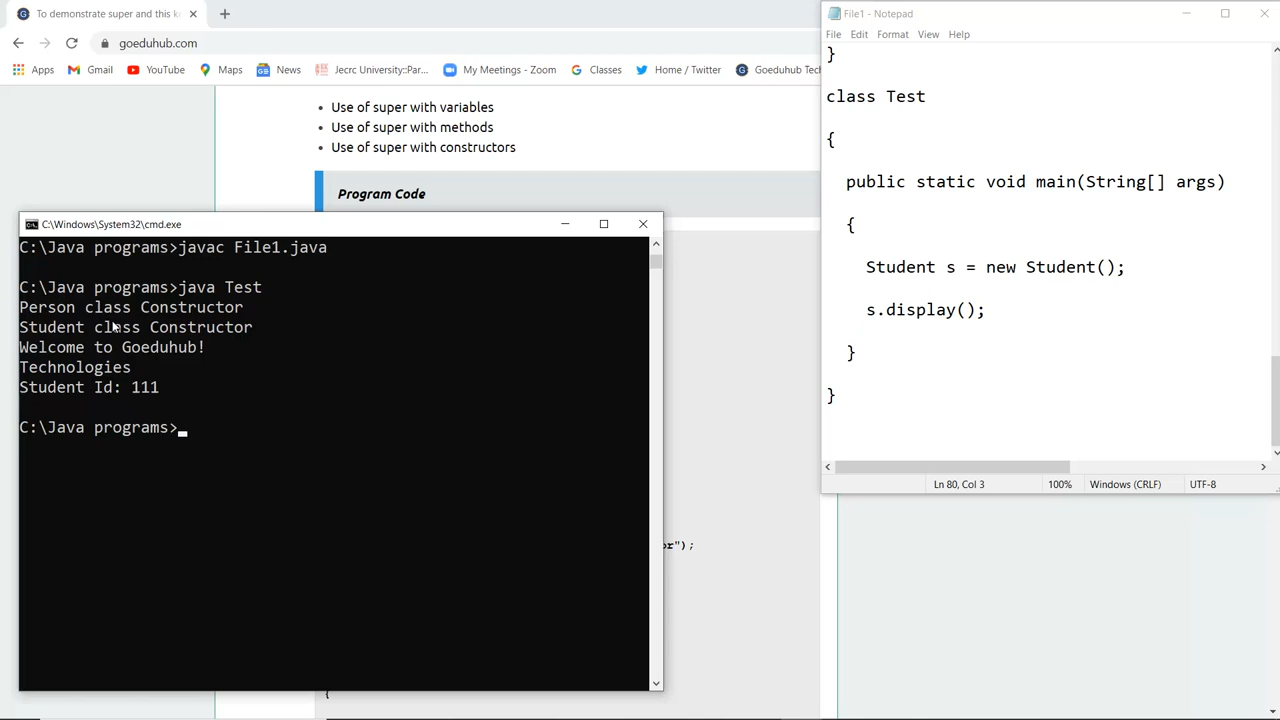 To demonstrate super and this k
goeduhub.com
Apps
Gmail
YouTube
Maps
News
Jecrc University::Par...
My Meetings - Zoom
Classes
Home / Twitter
Goeduhub Tech
• Use of super with variables
• Use of super with methods
• Use of super with constructors
Program Code
or");
{
C:\Windows\System32\cmd.exe
C:\Java programs>javac File1.java
C:\Java programs>java Test
Person class Constructor
Student class Constructor
Welcome to Goeduhub!
Technologies
Student Id: 111
C:\Java programs>
File1 - Notepad
File Edit Format View Help
}
class Test
{
public static void main(String[] args)
{
Student s = new Student();
s.display();
}
}
Ln 80, Col 3
100%
Windows (CRLF)
UTF-8